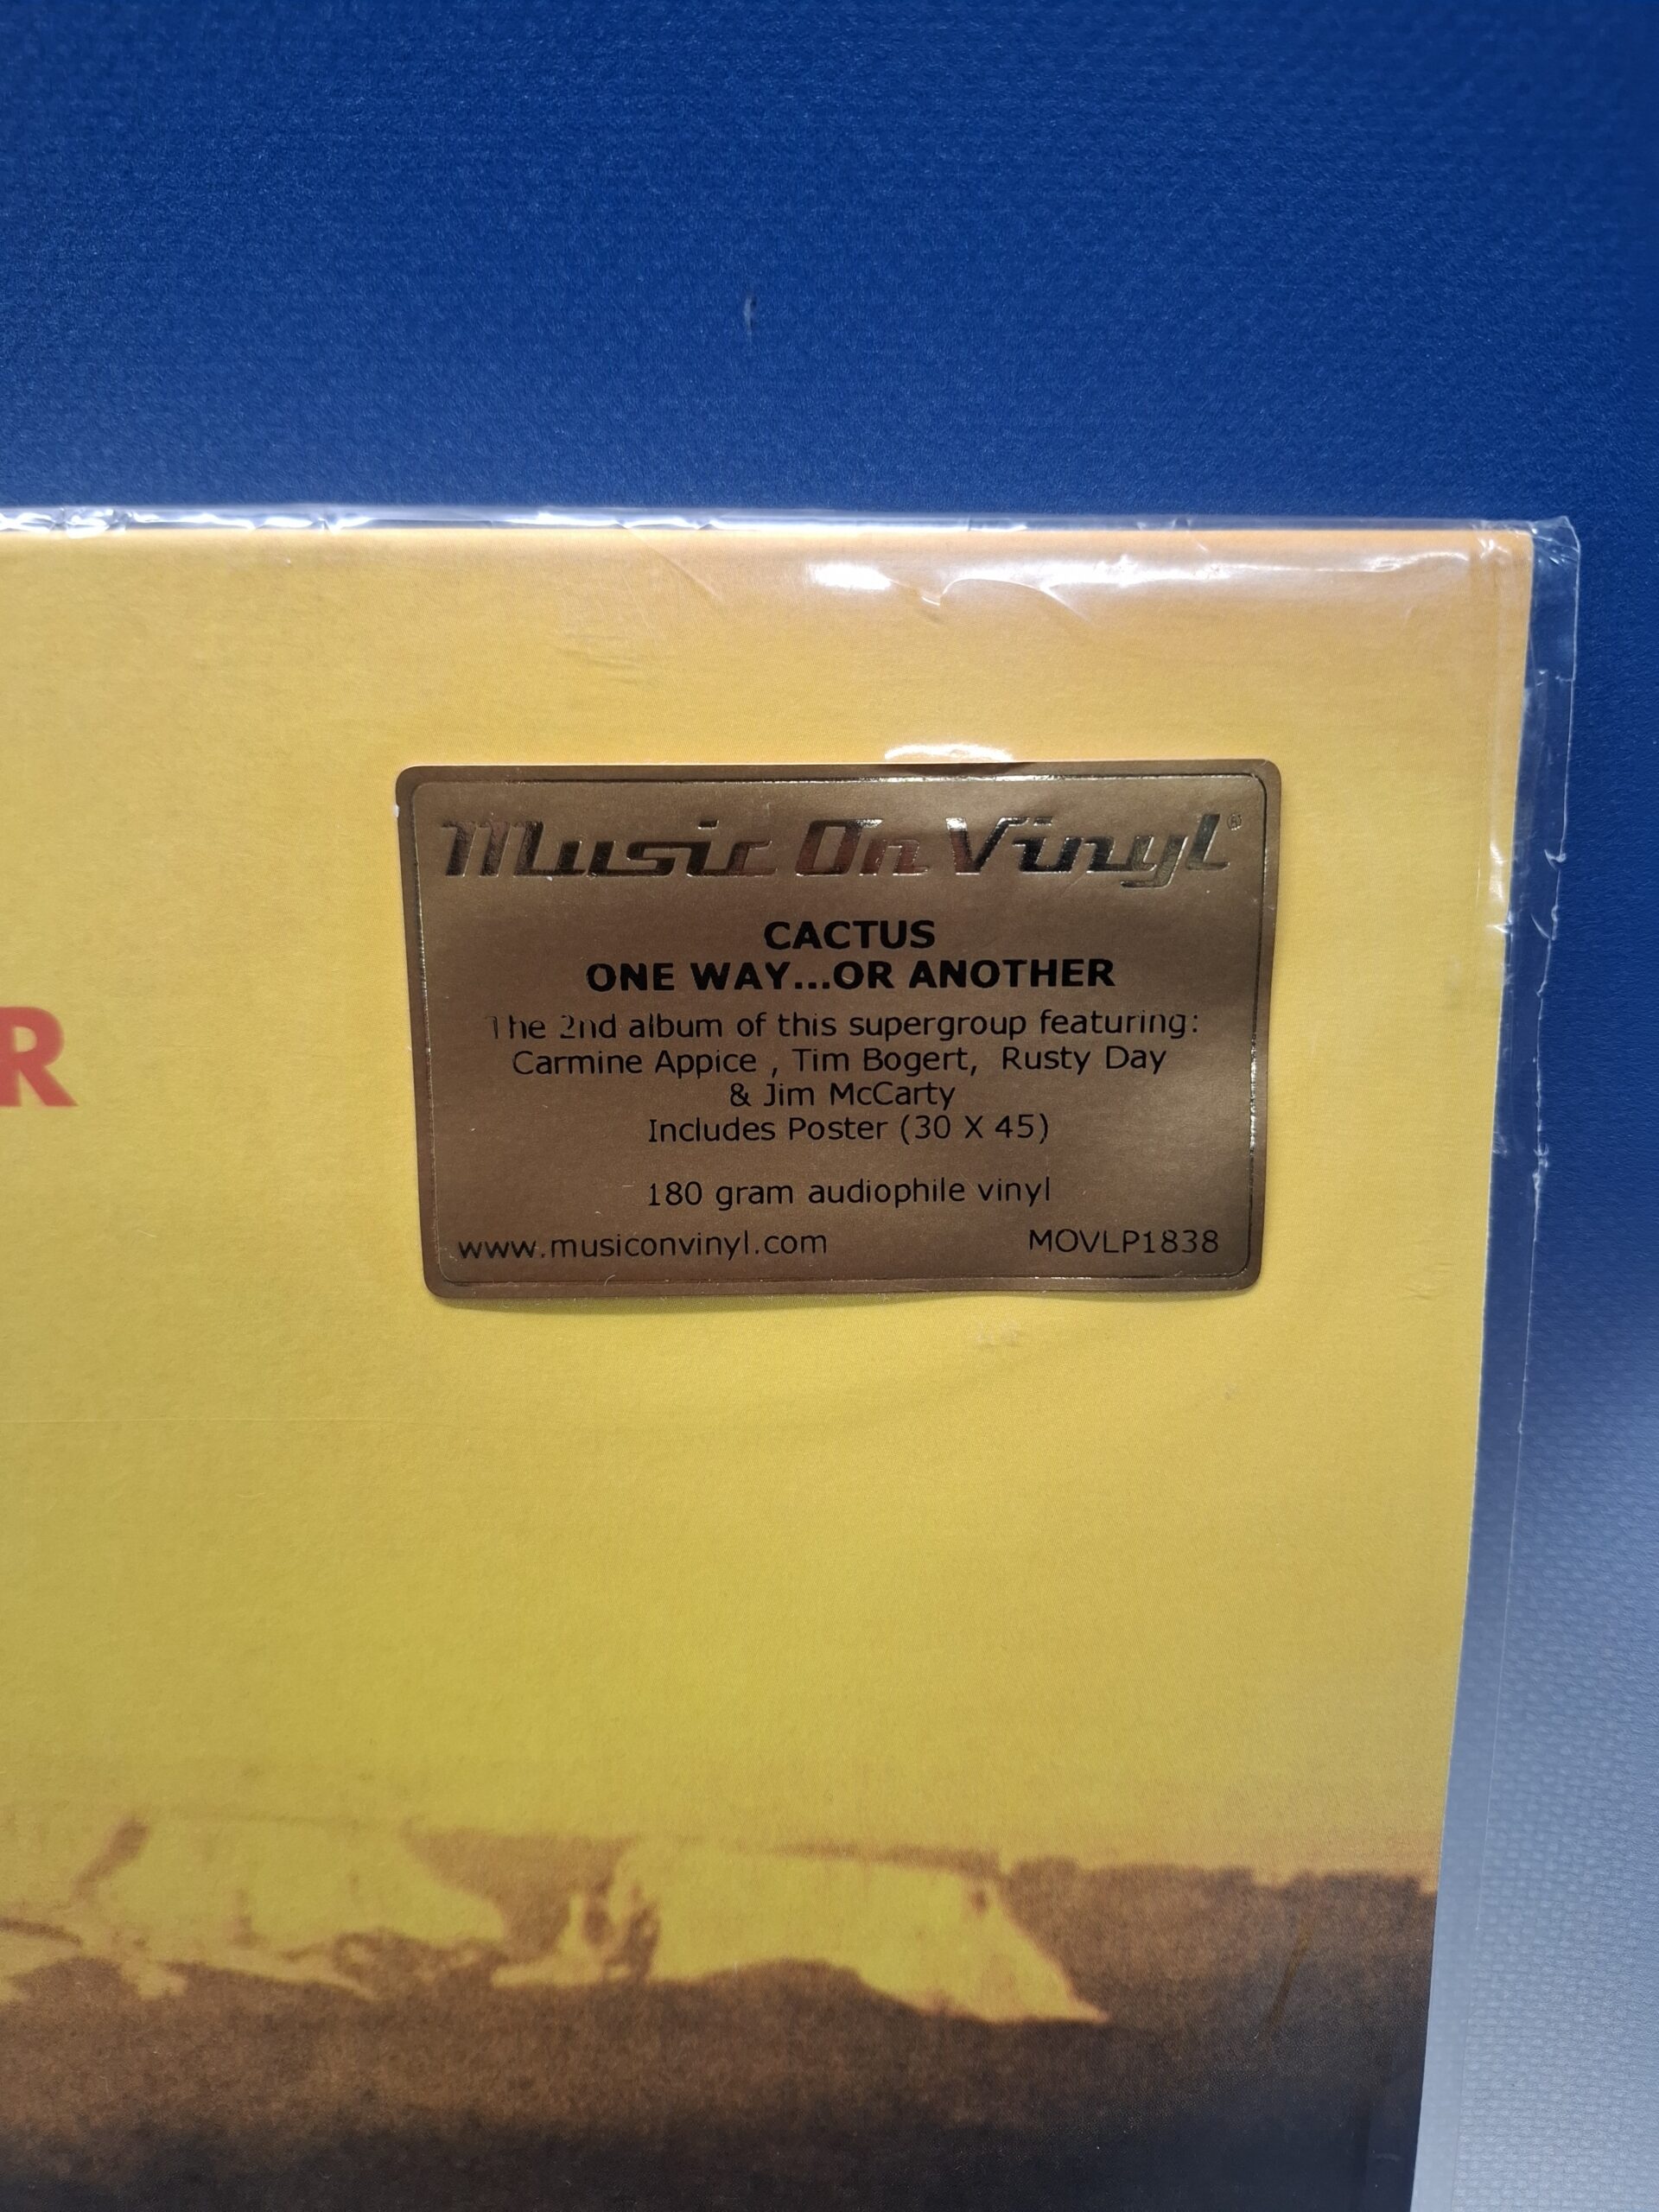 Music On Vinyl®
CACTUS
ONE WAY...OR ANOTHER
The 2nd album of this supergroup featuring:
Carmine Appice , Tim Bogert, Rusty Day
& Jim McCarty
Includes Poster (30 X 45)
180 gram audiophile vinyl
www.musiconvinyl.com MOVLP1838
R